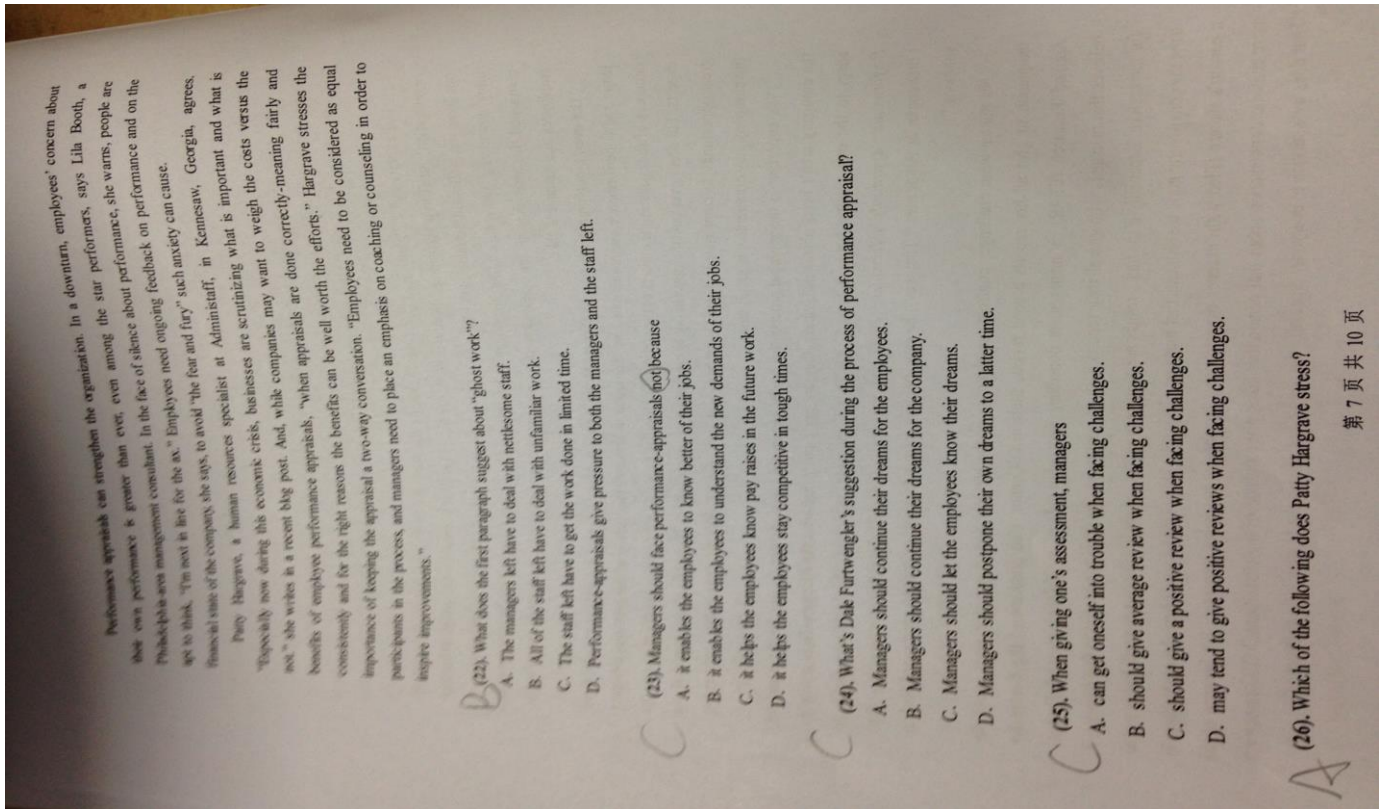 Performance appraisals can strengthen the organization. In a downturn, employees' concern about
their own performance is greater than ever, even among the star performers, says Lila Booth, a
Philadelphia-area management consultant. In the face of silence about performance, she warns, people are
apt to think, "I'm next in line for the ax." Employees need ongoing feedback on performance and on the
financial state of the company, she says, to avoid "the fear and fury" such anxiety can cause.
Patty Hargrave, a human resources specialist at Administaff, in Kennesaw, Georgia, agrees.
"Especially now during this economic crisis, businesses are scrutinizing what is important and what is
not." she writes in a recent blog post. And, while companies may want to weigh the costs versus the
benefits of employee performance appraisals, "when appraisals are done correctly-meaning fairly and
consistently and for the right reasons the benefits can be well worth the efforts." Hargrave stresses the
importance of keeping the appraisal a two-way conversation. "Employees need to be considered as equal
participants in the process, and managers need to place an emphasis on coaching or counseling in order to
inspire improvements."
B (22). What does the first paragraph suggest about "ghost work"?
A. The managers left have to deal with nettlesome staff.
B. All of the staff left have to deal with unfamiliar work.
C. The staff left have to get the work done in limited time.
D. Performance-appraisals give pressure to both the managers and the staff left.
C (23). Managers should face performance-appraisals not because
A. it enables the employees to know better of their jobs.
B. it enables the employees to understand the new demands of their jobs.
C. it helps the employees know pay raises in the future work.
D. it helps the employees stay competitive in tough times.
C (24). What's Dale Furtwengler's suggestion during the process of performance appraisal?
A. Managers should continue their dreams for the employees.
B. Managers should continue their dreams for the company.
C. Managers should let the employees know their dreams.
D. Managers should postpone their own dreams to a latter time.
C (25). When giving one's assessment, managers
A. can get oneself into trouble when facing challenges.
B. should give average review when facing challenges.
C. should give a positive review when facing challenges.
D. may tend to give positive reviews when facing challenges.
A (26). Which of the following does Patty Hargrave stress?
第 7 页 共 10 页